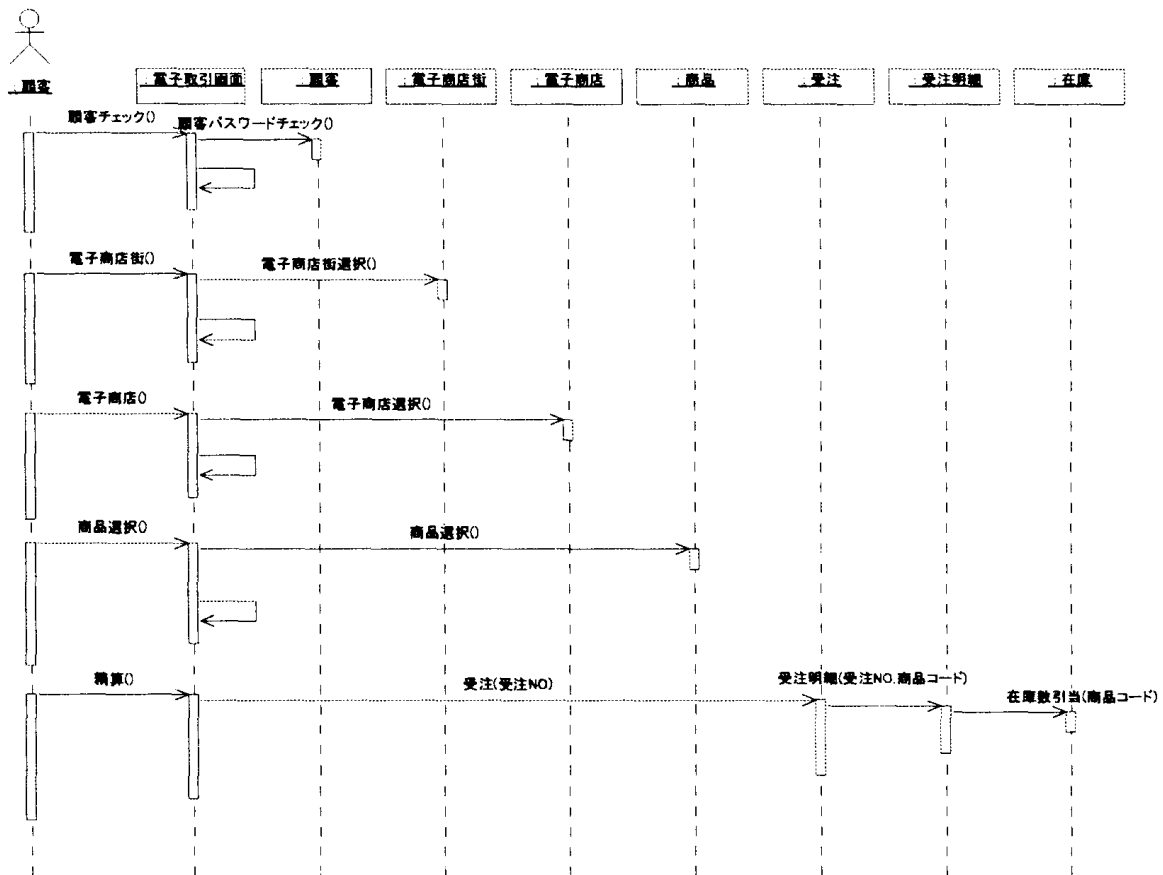 :顧客
:電子取引画面
:顧客
:電子商店街
:電子商店
:商品
:受注
:受注明細
:在庫
顧客チェック()
顧客パスワードチェック()
電子商店街()
電子商店街選択()
電子商店()
電子商店選択()
商品選択()
商品選択()
精算()
受注(受注NO)
受注明細(受注NO.商品コード)
在庫数引当(商品コード)